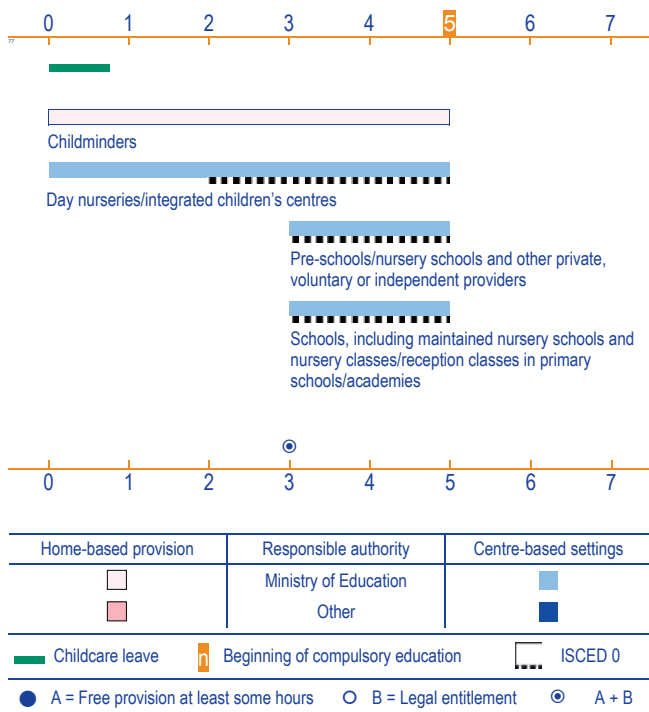 0 1 2 3 4 5 6 7
77
Childminders
Day nurseries/integrated children's centres
Pre-schools/nursery schools and other private,
voluntary or independent providers
Schools, including maintained nursery schools and
nursery classes/reception classes in primary
schools/academies
0 1 2 3 4 5 6 7
Home-based provision Responsible authority Centre-based settings
Ministry of Education
Other
Childcare leave n Beginning of compulsory education ISCED 0
A = Free provision at least some hours B = Legal entitlement A + B